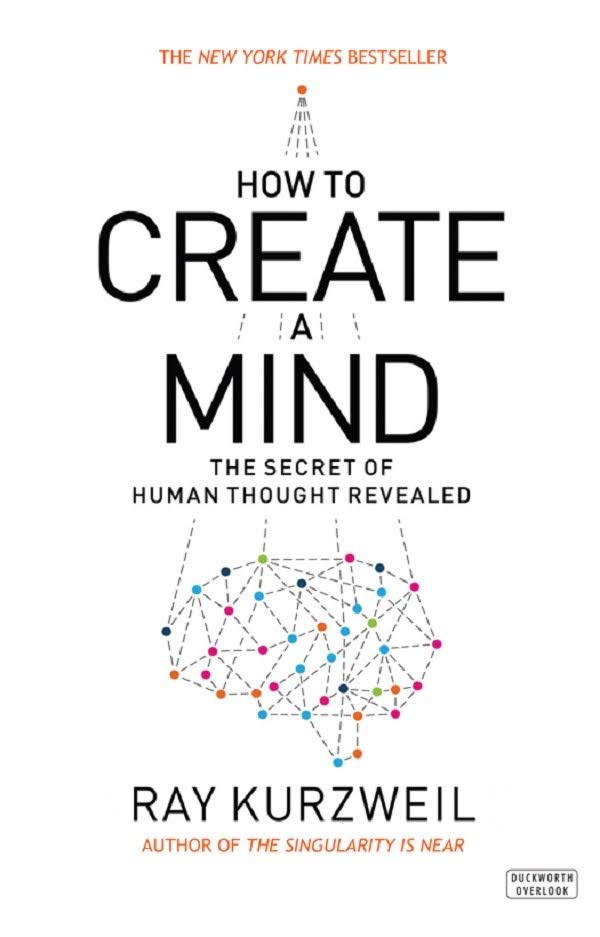 THE NEW YORK TIMES BESTSELLER
HOW TO
CREATE
A
MIND
THE SECRET OF
HUMAN THOUGHT REVEALED
RAY KURZWEIL
AUTHOR OF THE SINGULARITY IS NEAR
DUCKWORTH
OVERLOOK